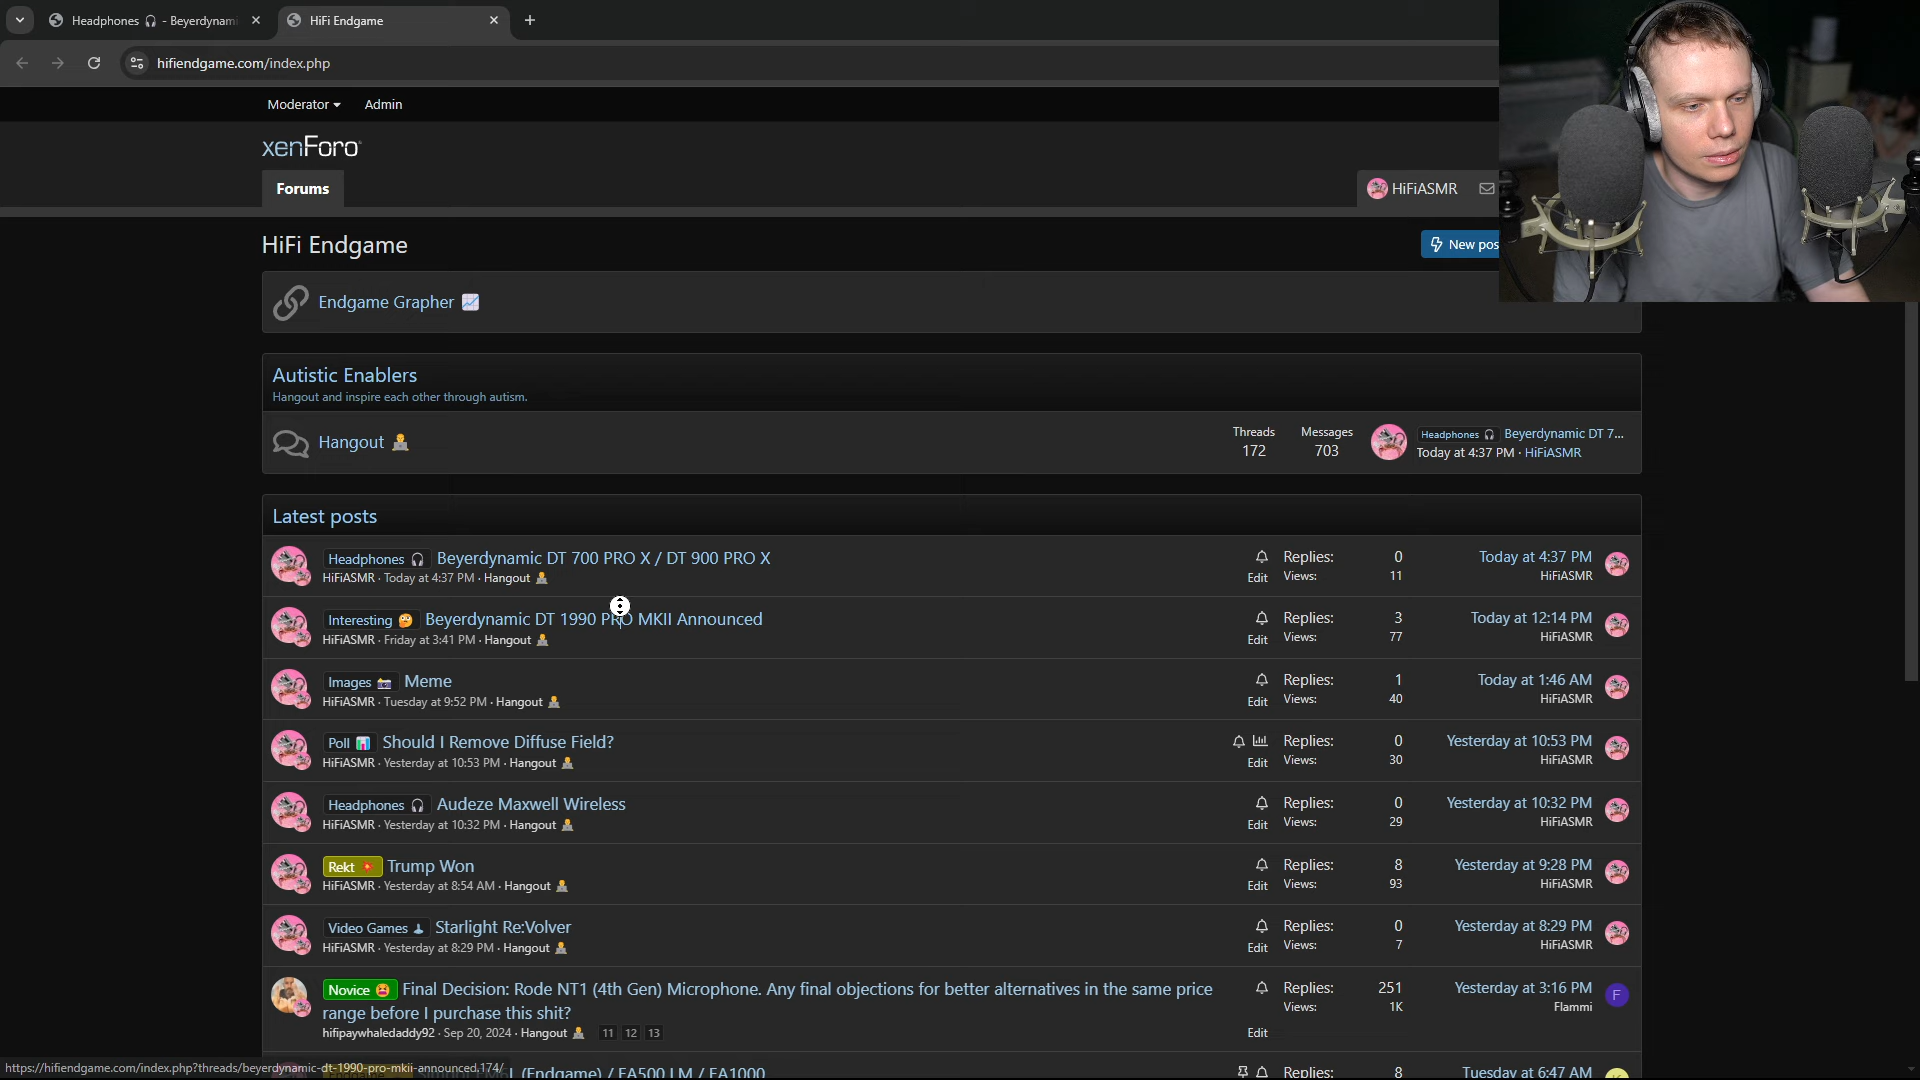 Headphones 🎧 - Beyerdynam
HiFi Endgame
hifiendgame.com/index.php
Moderator Admin
xenForo
Forums
HiFiASMR
HiFi Endgame
New pos
Endgame Grapher 📈
Autistic Enablers
Hangout and inspire each other through autism.
Hangout
Threads
172
Messages
703
Headphones 🎧 Beyerdynamic DT 7...
Today at 4:37 PM · HiFiASMR
Latest posts
Headphones 🎧 Beyerdynamic DT 700 PRO X / DT 900 PRO X
HiFiASMR · Today at 4:37 PM · Hangout
Edit
Replies: 0
Views: 11
Today at 4:37 PM
HiFiASMR
Interesting 🤔 Beyerdynamic DT 1990 PRO MKII Announced
HiFiASMR · Friday at 3:41 PM · Hangout
Edit
Replies: 3
Views: 77
Today at 12:14 PM
HiFiASMR
Images 📸 Meme
HiFiASMR · Tuesday at 9:52 PM · Hangout
Edit
Replies: 1
Views: 40
Today at 1:46 AM
HiFiASMR
Poll 📊 Should I Remove Diffuse Field?
HiFiASMR · Yesterday at 10:53 PM · Hangout
Edit
Replies: 0
Views: 30
Yesterday at 10:53 PM
HiFiASMR
Headphones 🎧 Audeze Maxwell Wireless
HiFiASMR · Yesterday at 10:32 PM · Hangout
Edit
Replies: 0
Views: 29
Yesterday at 10:32 PM
HiFiASMR
Rekt 💥 Trump Won
HiFiASMR · Yesterday at 8:54 AM · Hangout
Edit
Replies: 8
Views: 93
Yesterday at 9:28 PM
HiFiASMR
Video Games 🕹 Starlight Re:Volver
HiFiASMR · Yesterday at 8:29 PM · Hangout
Edit
Replies: 0
Views: 7
Yesterday at 8:29 PM
HiFiASMR
Novice 😫 Final Decision: Rode NT1 (4th Gen) Microphone. Any final objections for better alternatives in the same price
range before I purchase this shit?
hifipaywhaledaddy92 · Sep 20, 2024 · Hangout 11 12 13
Edit
Replies: 251
Views: 1K
Yesterday at 3:16 PM
Flammi
F
https://hifiendgame.com/index.php?threads/beyerdynamic-dt-1990-pro-mkii-announced.174/
(Endgame) / FA500 LM / FA1000
Replies: 8
Tuesday at 6:47 AM